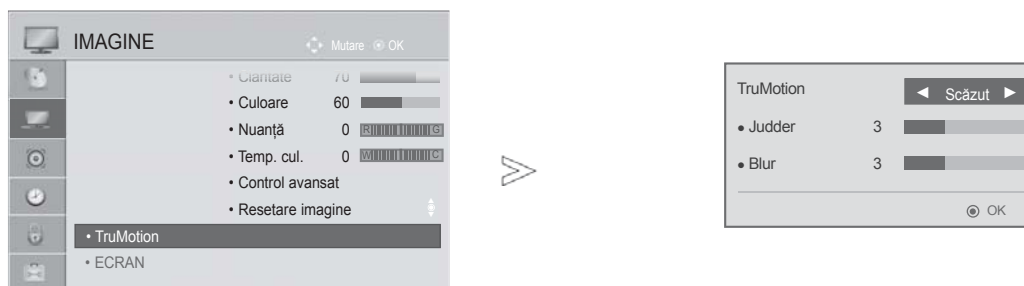 IMAGINE
Mutare OK
• Claritate 70
• Culoare 60
• Nuanță 0 R G
• Temp. cul. 0 W C
• Control avansat
• Resetare imagine
• TruMotion
• ECRAN
TruMotion ◄ Scăzut ►
• Judder 3
• Blur 3
OK